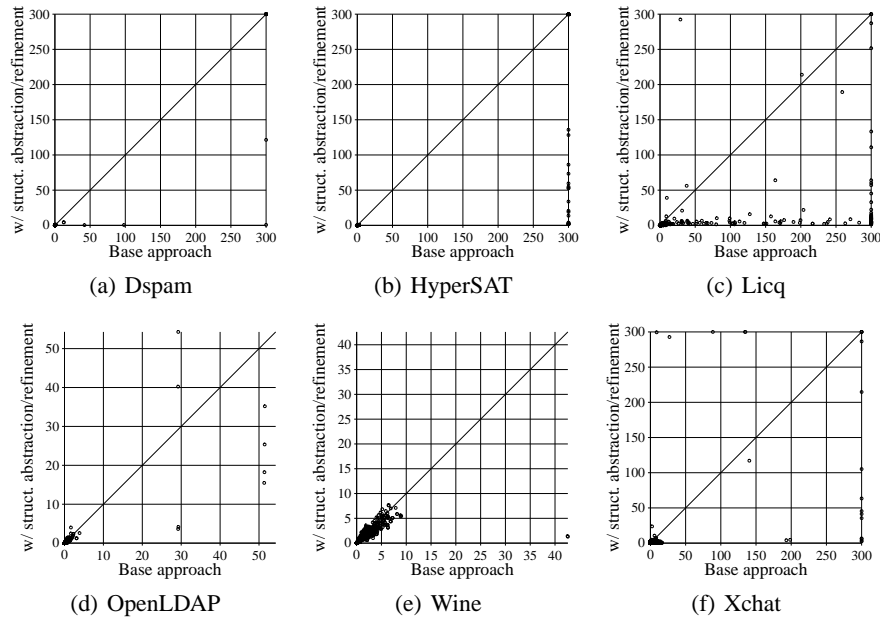 w/ struct. abstraction/refinement
300
250
200
150
100
50
0
0 50 100 150 200 250 300
Base approach
(a) Dspam
w/ struct. abstraction/refinement
300
250
200
150
100
50
0
0 50 100 150 200 250 300
Base approach
(b) HyperSAT
w/ struct. abstraction/refinement
300
250
200
150
100
50
0
0 50 100 150 200 250 300
Base approach
(c) Licq
w/ struct. abstraction/refinement
50
40
30
20
10
0
0 10 20 30 40 50
Base approach
(d) OpenLDAP
w/ struct. abstraction/refinement
40
35
30
25
20
15
10
5
0
0 5 10 15 20 25 30 35 40
Base approach
(e) Wine
w/ struct. abstraction/refinement
300
250
200
150
100
50
0
0 50 100 150 200 250 300
Base approach
(f) Xchat